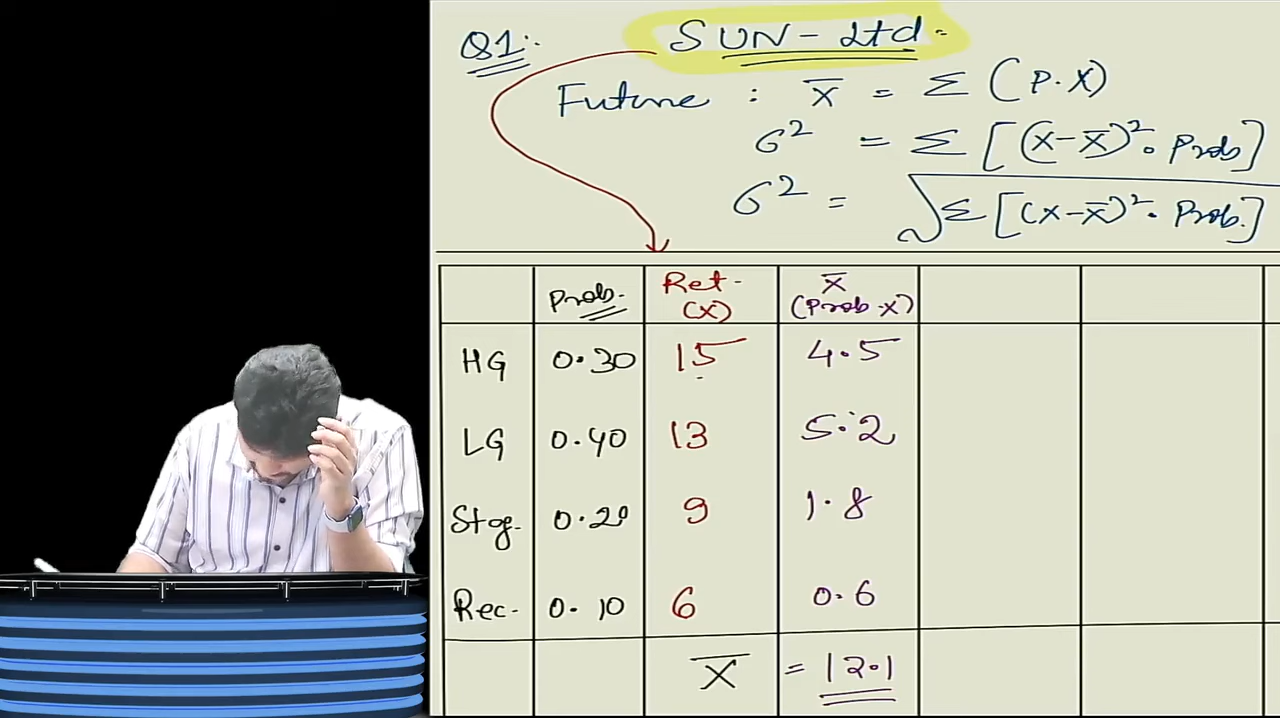 Q1:.
SUN-Ltd.
Future : X̄ = Σ (P.X)
σ² = Σ [(X-X̄)². Prob]
σ² = √Σ [(X-X̄)². Prob.]
Prob. Ret. (X) X̄ (Prob.X)
HG 0.30 15 4.5
LG 0.40 13 5.2
Stag. 0.20 9 1.8
Rec. 0.10 6 0.6
X̄ = 12.1